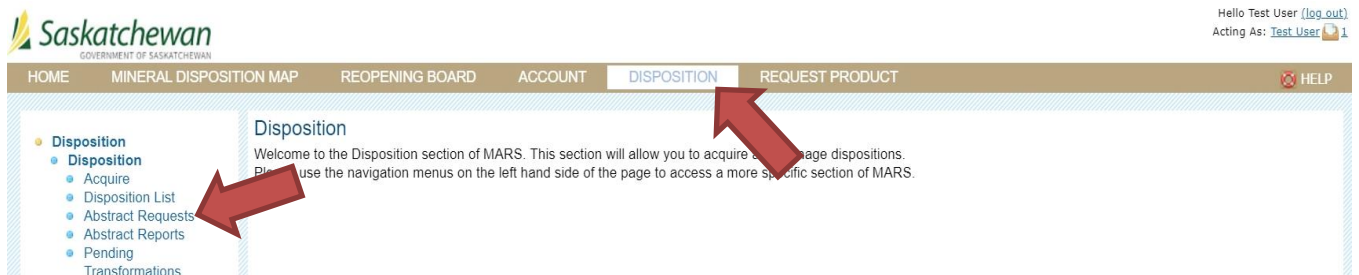 Hello Test User (log out)
Acting As: Test User 1
Saskatchewan
GOVERNMENT OF SASKATCHEWAN
HOME MINERAL DISPOSITION MAP REOPENING BOARD ACCOUNT DISPOSITION REQUEST PRODUCT HELP
Disposition
Disposition
Acquire
Disposition List
Abstract Requests
Abstract Reports
Pending
Transformations
Disposition
Welcome to the Disposition section of MARS. This section will allow you to acquire dispositions.
use the navigation menus on the left hand side of the page to access a more specific section of MARS.